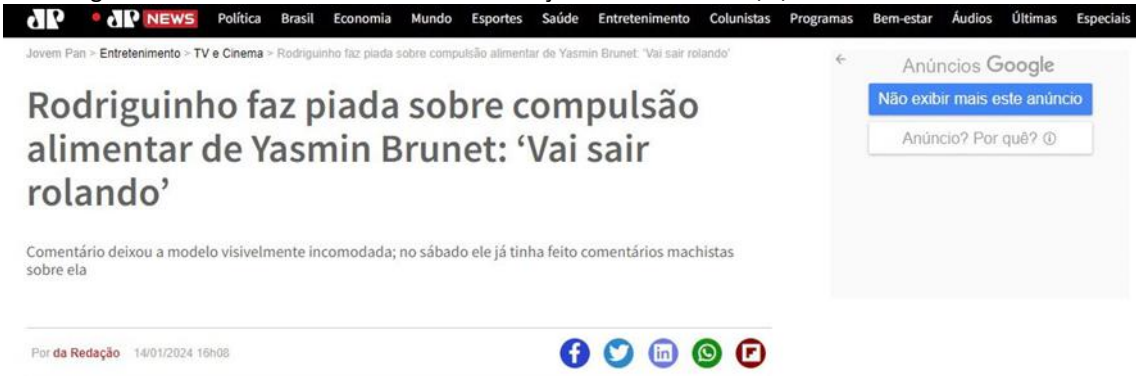 JP JP NEWS Política Brasil Economia Mundo Esportes Saúde Entretenimento Colunistas Programas Bem-estar Áudios Últimas Especiais
Jovem Pan > Entretenimento > TV e Cinema > Rodriguinho faz piada sobre compulsão alimentar de Yasmin Brunet: 'Vai sair rolando'
Anúncios Google
Não exibir mais este anúncio
Anúncio? Por quê?
Rodriguinho faz piada sobre compulsão
alimentar de Yasmin Brunet: ‘Vai sair
rolando’
Comentário deixou a modelo visivelmente incomodada; no sábado ele já tinha feito comentários machistas
sobre ela
Por da Redação 14/01/2024 16h08